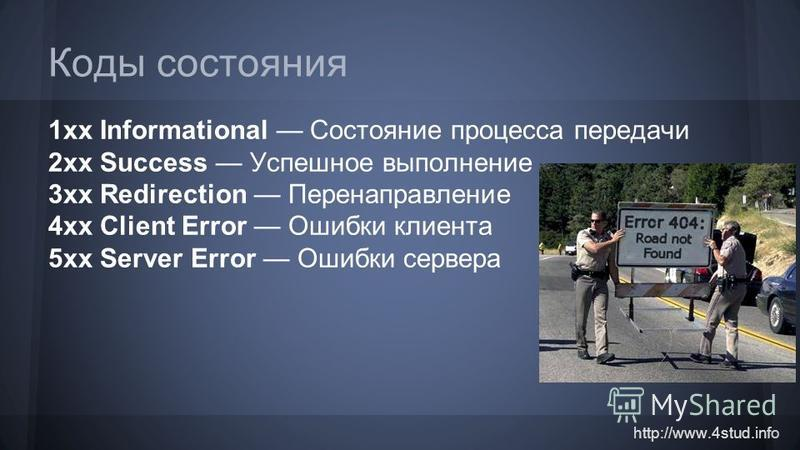 Коды состояния
1xx Informational — Состояние процесса передачи
2xx Success — Успешное выполнение
3xx Redirection — Перенаправление
4xx Client Error — Ошибки клиента
5xx Server Error — Ошибки сервера
Error 404:
Road not
Found
MyShared
http://www.4stud.info